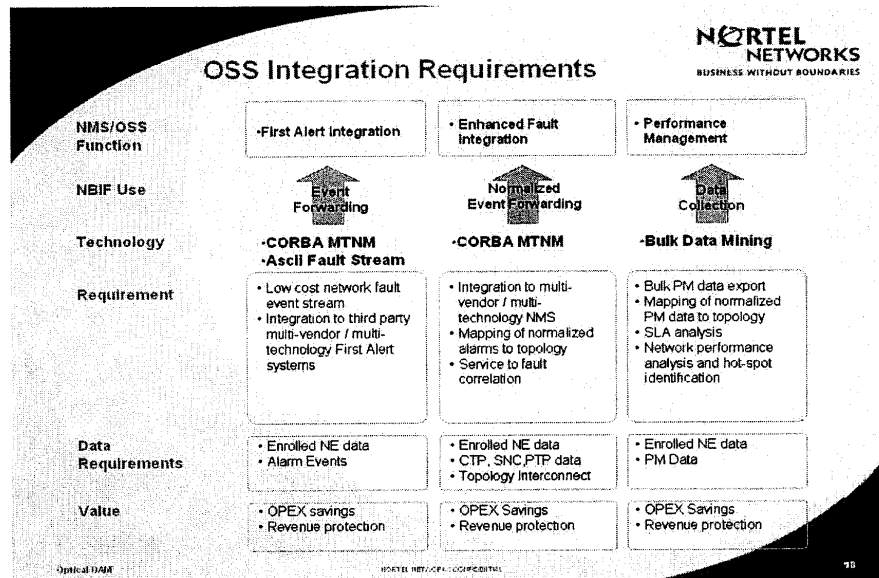 NORTEL
NETWORKS
BUSINESS WITHOUT BOUNDARIES
OSS Integration Requirements
NMS/OSS
Function
•First Alert Integration
• Enhanced Fault
Integration
• Performance
Management
NBIF Use
Event
Forwarding
Normalized
Event Forwarding
Data
Collection
Technology
•CORBA MTNM
•Ascii Fault Stream
•CORBA MTNM
•Bulk Data Mining
Requirement
• Low cost network fault
event stream
• Integration to third party
multi-vendor / multi-
technology First Alert
systems
• Integration to multi-
vendor / multi-
technology NMS
• Mapping of normalized
alarms to topology
• Service to fault
correlation
• Bulk PM data export
• Mapping of normalized
PM data to topology
• SLA analysis
• Network performance
analysis and hot-spot
identification
Data
Requirements
• Enrolled NE data
• Alarm Events
• Enrolled NE data
• CTP, SNC,PTP data
• Topology Interconnect
• Enrolled NE data
• PM Data
Value
• OPEX savings
• Revenue protection
• OPEX Savings
• Revenue protection
• OPEX Savings
• Revenue protection
Optical
NORTEL NETWORKS CONFIDENTIAL